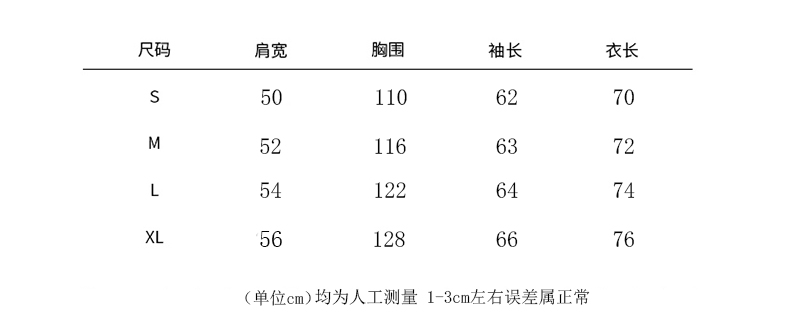 尺码 肩宽 胸围 袖长 衣长
S 50 110 62 70
M 52 116 63 72
L 54 122 64 74
XL 56 128 66 76
（单位cm）均为人工测量 1-3cm左右误差属正常